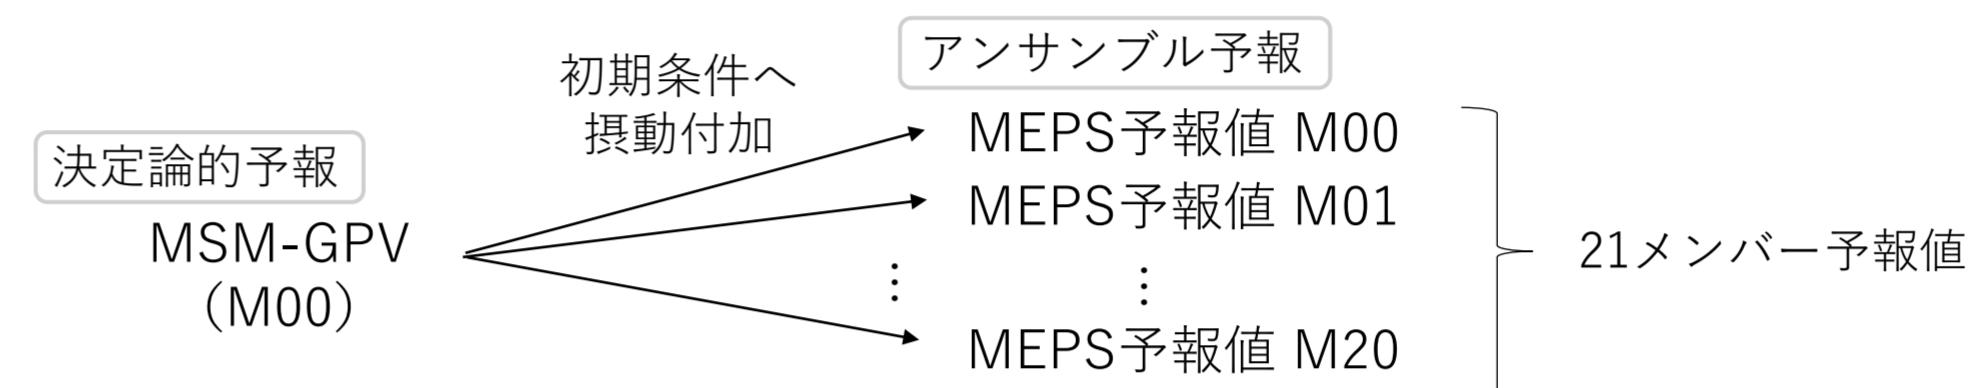 アンサンブル予報
初期条件へ
摂動付加
MEPS予報値 M00
決定論的予報
MEPS予報値 M01
MSM-GPV
（M00）
21メンバー予報値
⋮ ⋮
MEPS予報値 M20